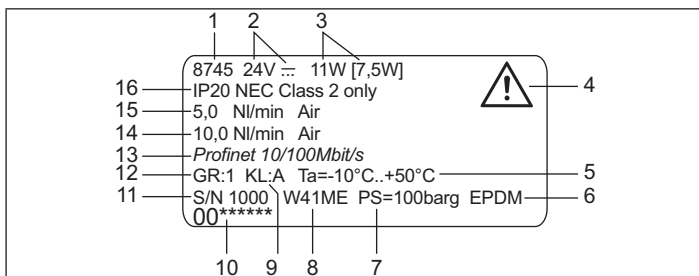 1 2 3
8745 24V ⎓ 11W [7,5W]
4
16 IP20 NEC Class 2 only
15 5,0 Nl/min Air
14 10,0 Nl/min Air
13 Profinet 10/100Mbit/s
12 GR:1 KL:A Ta=-10°C..+50°C 5
11 S/N 1000 W41ME PS=100barg EPDM 6
00******
10 9 8 7